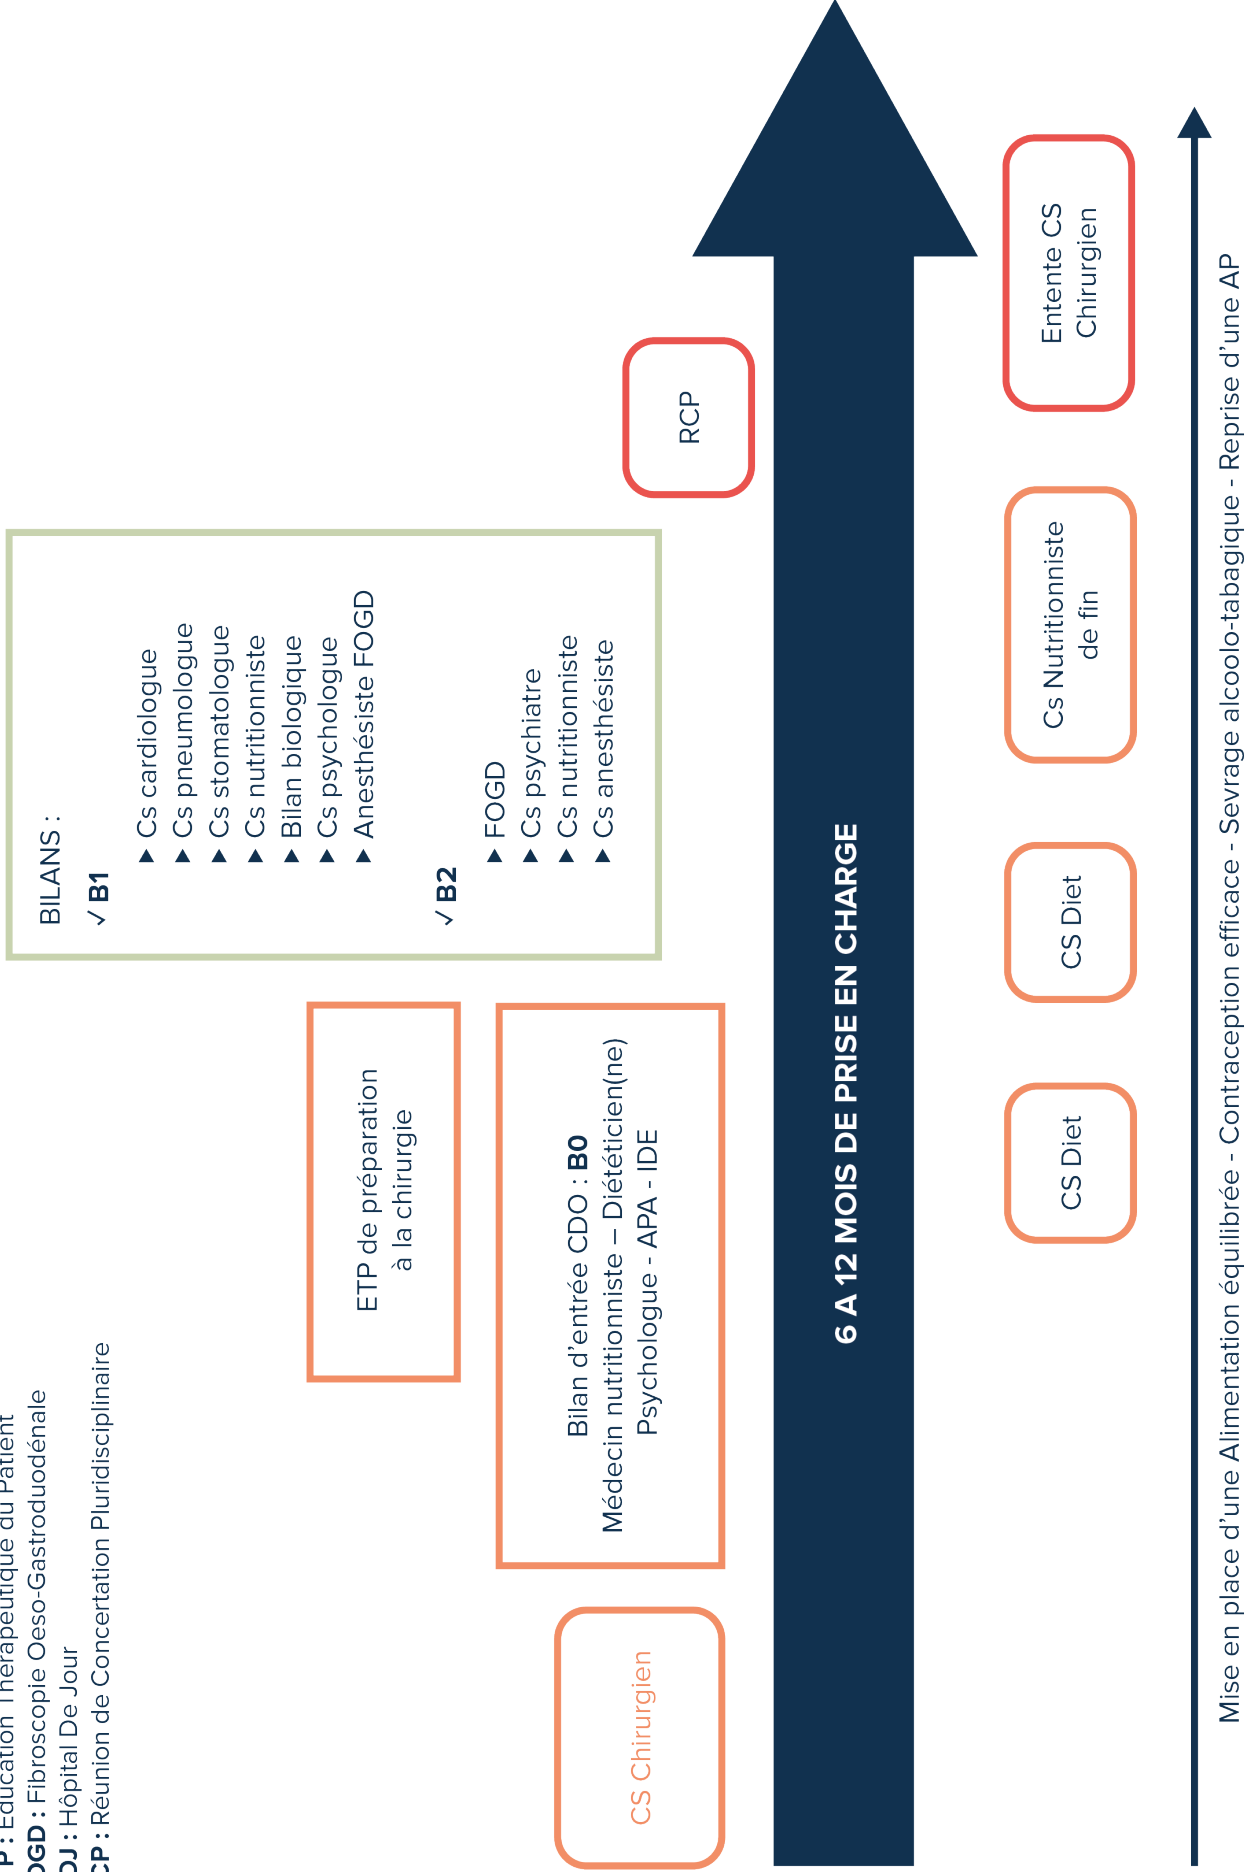 P : Education Thérapeutique du Patient
OGD : Fibroscopie Oeso-Gastroduodénale
DJ : Hôpital De Jour
CP : Réunion de Concertation Pluridisciplinaire
BILANS :
✓ B1
▶ Cs cardiologue
▶ Cs pneumologue
▶ Cs stomatologue
▶ Cs nutritionniste
▶ Bilan biologique
▶ Cs psychologue
▶ Anesthésiste FOGD
✓ B2
▶ FOGD
▶ Cs psychiatre
▶ Cs nutritionniste
▶ Cs anesthésiste
ETP de préparation
à la chirurgie
Bilan d'entrée CDO : B0
Médecin nutritionniste – Diététicien(ne)
Psychologue - APA - IDE
CS Chirurgien
RCP
6 A 12 MOIS DE PRISE EN CHARGE
CS Diet
CS Diet
Cs Nutritionniste
de fin
Entente CS
Chirurgien
Mise en place d'une Alimentation équilibrée - Contraception efficace - Sevrage alcoolo-tabagique - Reprise d'une AP